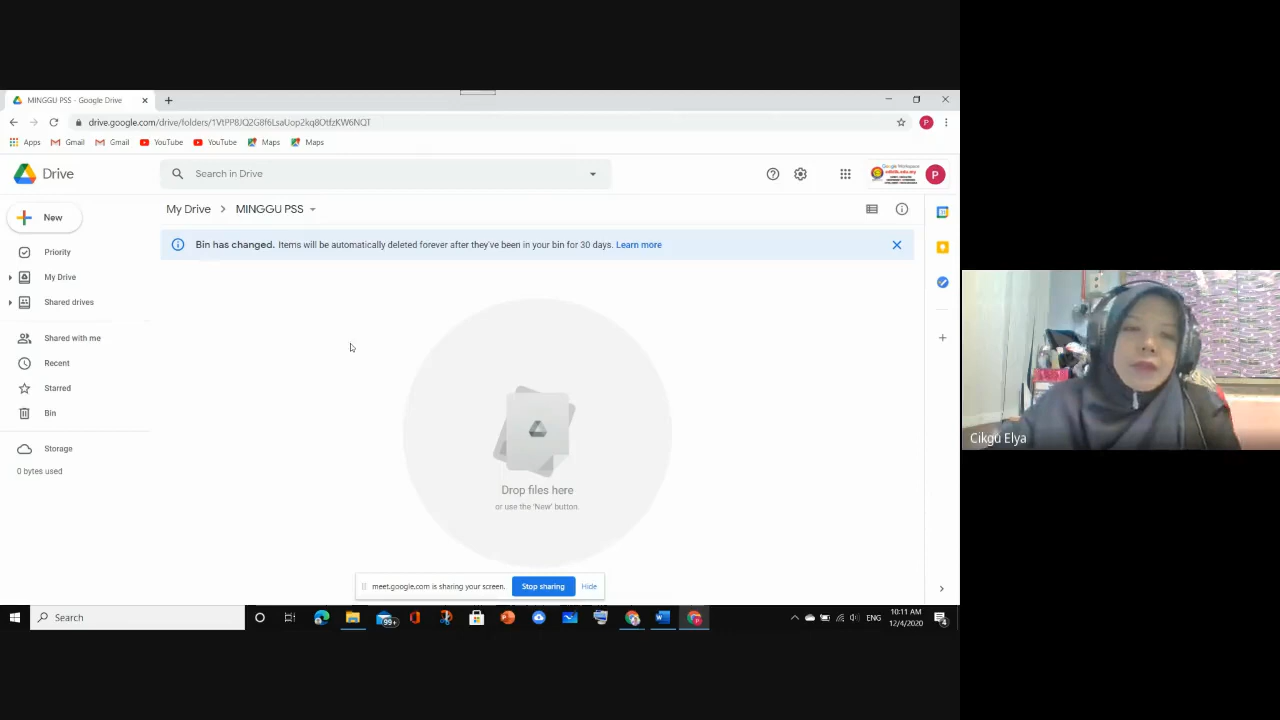 MINGGU PSS - Google Drive
drive.google.com/drive/folders/1VtPP8JQ2G8f6LsaUop2kq8OtfzKW6NQT
Apps Gmail Gmail YouTube YouTube Maps Maps
Drive
Search in Drive
Google Workspace
P
New
My Drive MINGGU PSS
Bin has changed. Items will be automatically deleted forever after they've been in your bin for 30 days. Learn more
Priority
My Drive
Shared drives
Shared with me
Recent
Starred
Bin
Storage
0 bytes used
Drop files here
or use the 'New' button.
Cikgu Elya
meet.google.com is sharing your screen. Stop sharing Hide
Search
99+
ENG
10:11 AM
12/4/2020
4